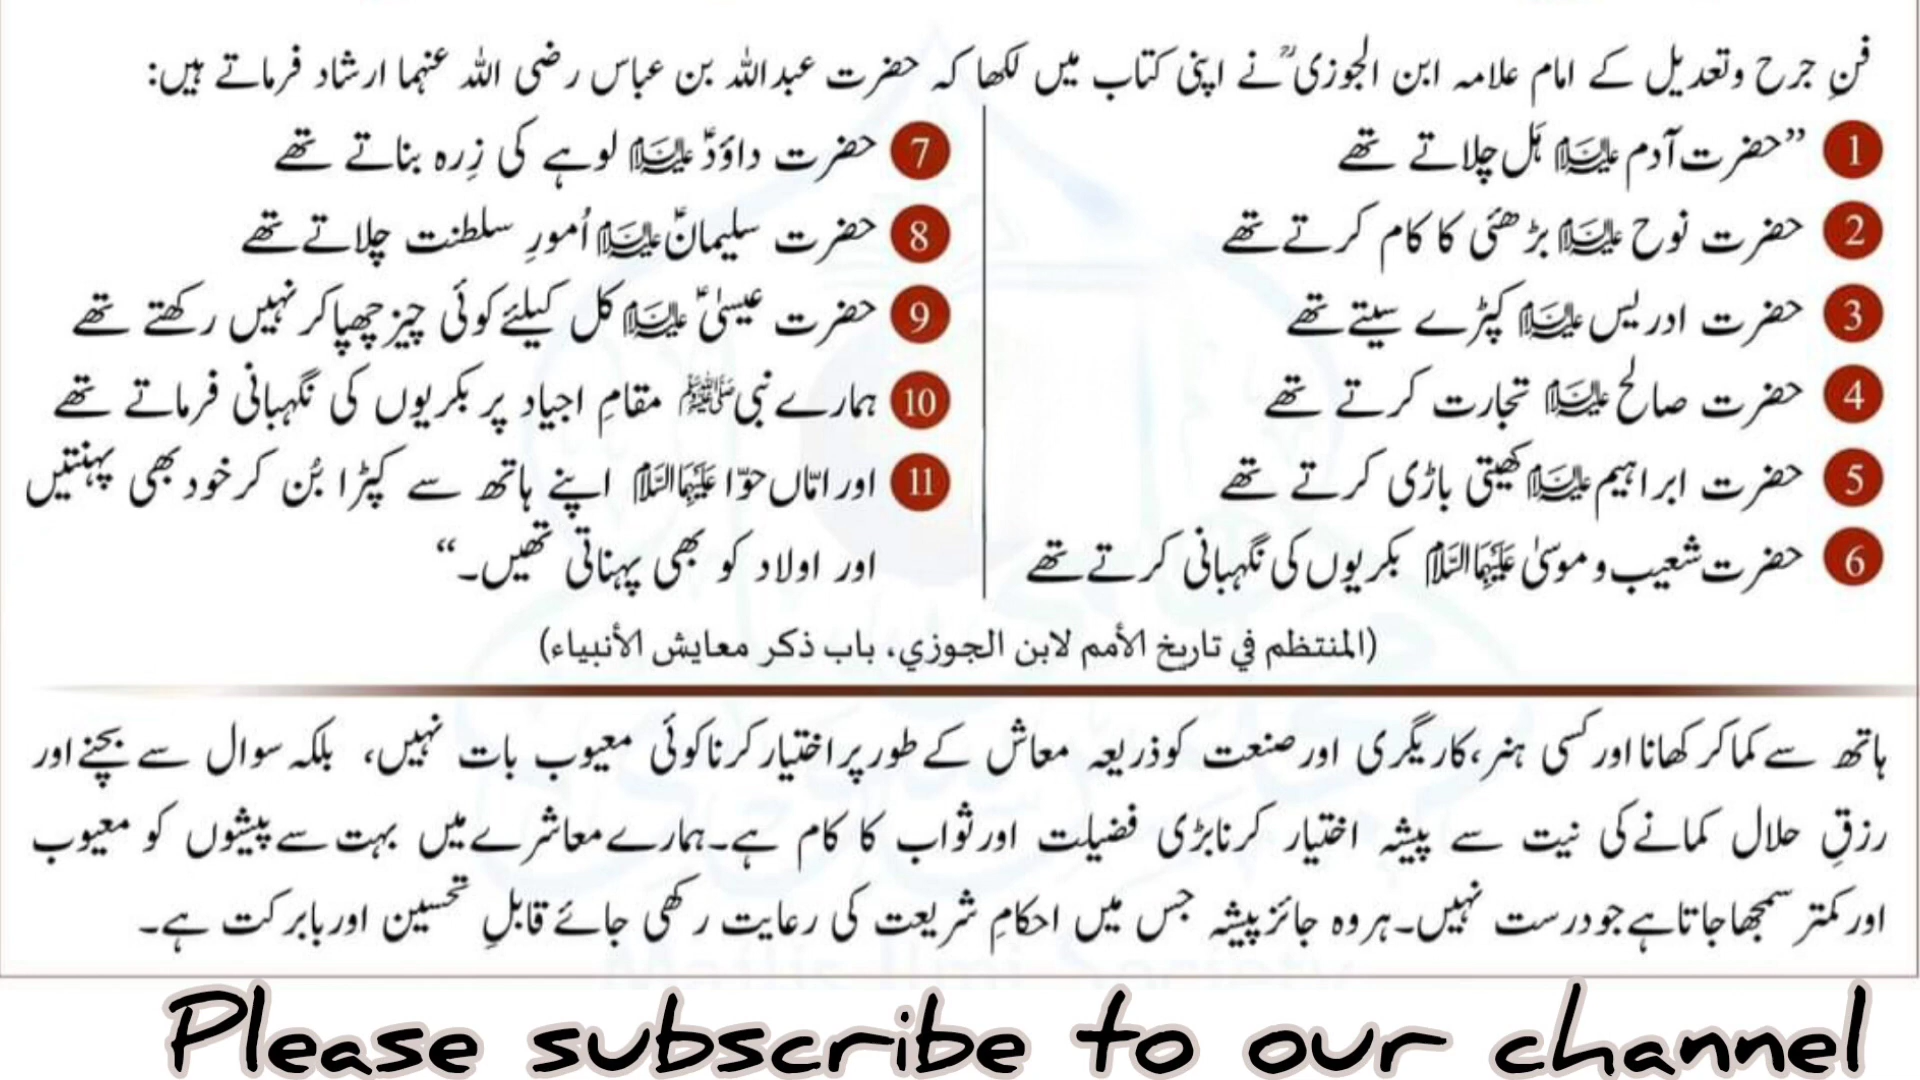 فنِ جرح وتعدیل کے امام علامہ ابن الجوزیؒ نے اپنی کتاب میں لکھا کہ حضرت عبداللہ بن عباس رضی اللہ عنہما ارشاد فرماتے ہیں:
1 ”حضرت آدم علیہ السلام ہَل چلاتے تھے
2 حضرت نوح علیہ السلام بڑھئی کا کام کرتے تھے
3 حضرت ادریس علیہ السلام کپڑے سیتے تھے
4 حضرت صالح علیہ السلام تجارت کرتے تھے
5 حضرت ابراہیم علیہ السلام کھیتی باڑی کرتے تھے
6 حضرت شعیب و موسیٰ علیہما السلام بکریوں کی نگہبانی کرتے تھے
7 حضرت داؤدؑ علیہ السلام لوہے کی زِرہ بناتے تھے
8 حضرت سلیمانؑ علیہ السلام اُمورِ سلطنت چلاتے تھے
9 حضرت عیسیٰؑ علیہ السلام کل کیلئے کوئی چیز چھپا کر نہیں رکھتے تھے
10 ہمارے نبی ﷺ مقامِ اجیاد پر بکریوں کی نگہبانی فرماتے تھے
11 اور امّاں حوّا علیہما السلام اپنے ہاتھ سے کپڑا بُن کر خود بھی پہنتیں
اور اولاد کو بھی پہناتی تھیں۔“
(المنتظم في تاريخ الأمم لابن الجوزي، باب ذكر معايش الأنبياء)
ہاتھ سے کما کر کھانا اور کسی ہنر، کاریگری اور صنعت کو ذریعہ معاش کے طور پر اختیار کرنا کوئی معیوب بات نہیں، بلکہ سوال سے بچنے اور
رزقِ حلال کمانے کی نیت سے پیشہ اختیار کرنا بڑی فضیلت اور ثواب کا کام ہے۔ ہمارے معاشرے میں بہت سے پیشوں کو معیوب
اور کمتر سمجھا جاتا ہے جو درست نہیں۔ ہر وہ جائز پیشہ جس میں احکامِ شریعت کی رعایت رکھی جائے قابلِ تحسین اور بابرکت ہے۔
Please subscribe to our channel